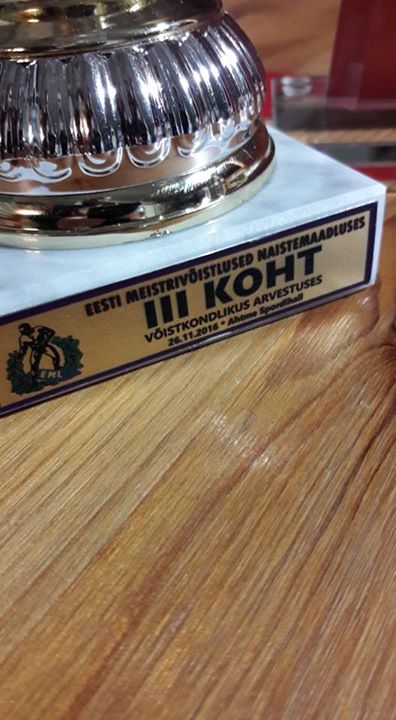 EESTI MEISTRIVÕISTLUSED NAISTEMAADLUSES
III KOHT
VÕISTKONDLIKUS ARVESTUSES
26.11.2016 * Ahtme Spordihall
EML